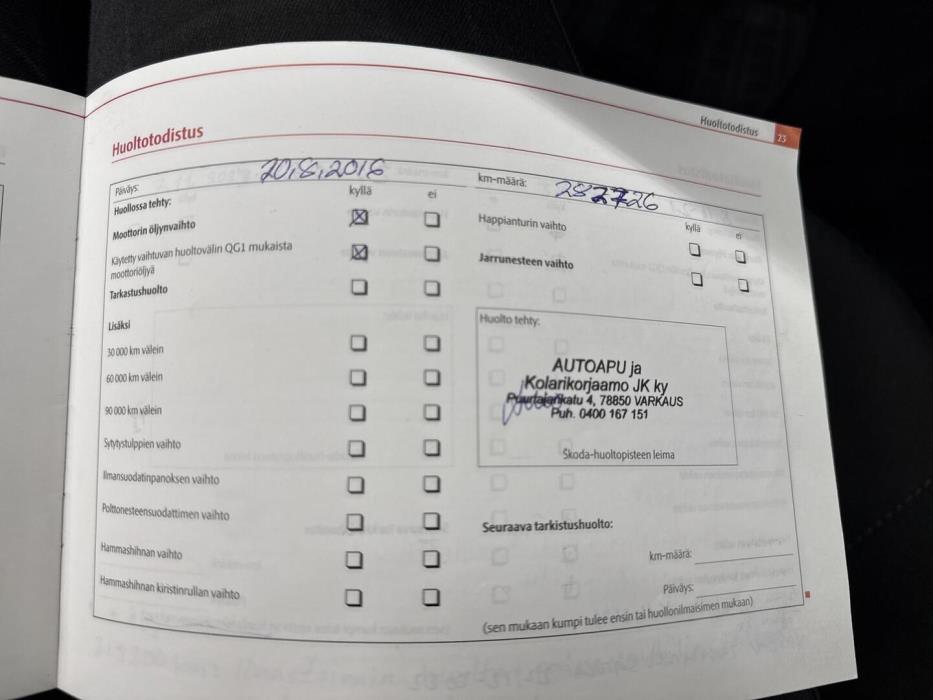 Huoltotodistus 23
Huoltotodistus
Päiväys: 20,8,2018
km-määrä: 282726
Huollossa tehty: kyllä ei
Moottorin öljynvaihto
Käytetty vaihtuvan huoltovälin QG1 mukaista
moottoriöljyä
Tarkastushuolto
Lisäksi
30 000 km välein
60 000 km välein
90 000 km välein
Sytytystulppien vaihto
Ilmansuodatinpanoksen vaihto
Polttonesteensuodattimen vaihto
Hammashihnan vaihto
Hammashihnan kiristinrullan vaihto
kyllä ei
Happianturin vaihto
Jarrunesteen vaihto
Huolto tehty:
AUTOAPU ja
Kolarikorjaamo JK ky
Puurtajankatu 4, 78850 VARKAUS
Puh. 0400 167 151
Škoda-huoltopisteen leima
Seuraava tarkistushuolto:
km-määrä:
Päiväys:
(sen mukaan kumpi tulee ensin tai huollonilmaisimen mukaan)